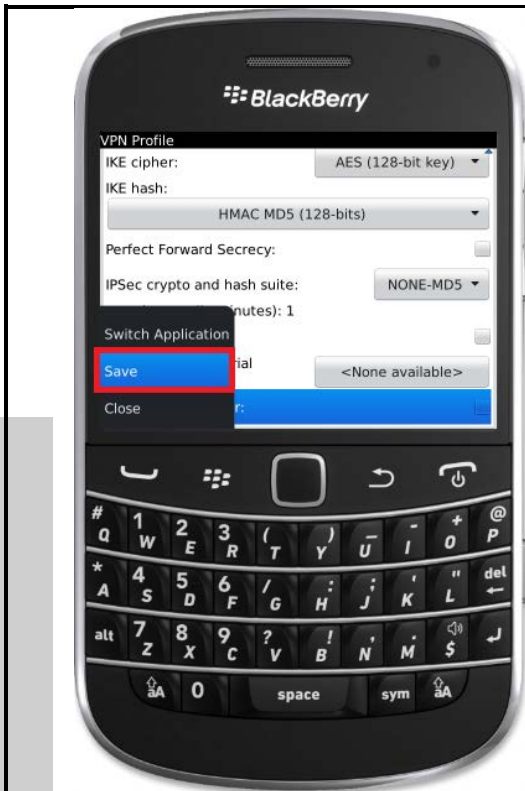 BlackBerry
VPN Profile
IKE cipher: AES (128-bit key)
IKE hash:
HMAC MD5 (128-bits)
Perfect Forward Secrecy:
IPSec crypto and hash suite: NONE-MD5
nutes): 1
Switch Application
Save
rial
<None available>
Close
r:
# Q 1 W 2 E 3 R ( T ) Y _ U - I + O @ P
* A 4 S 5 D 6 F / G : H ; J ' K " L del
alt 7 Z 8 X 9 C ? V ! B , N . M $
aA 0 space sym aA